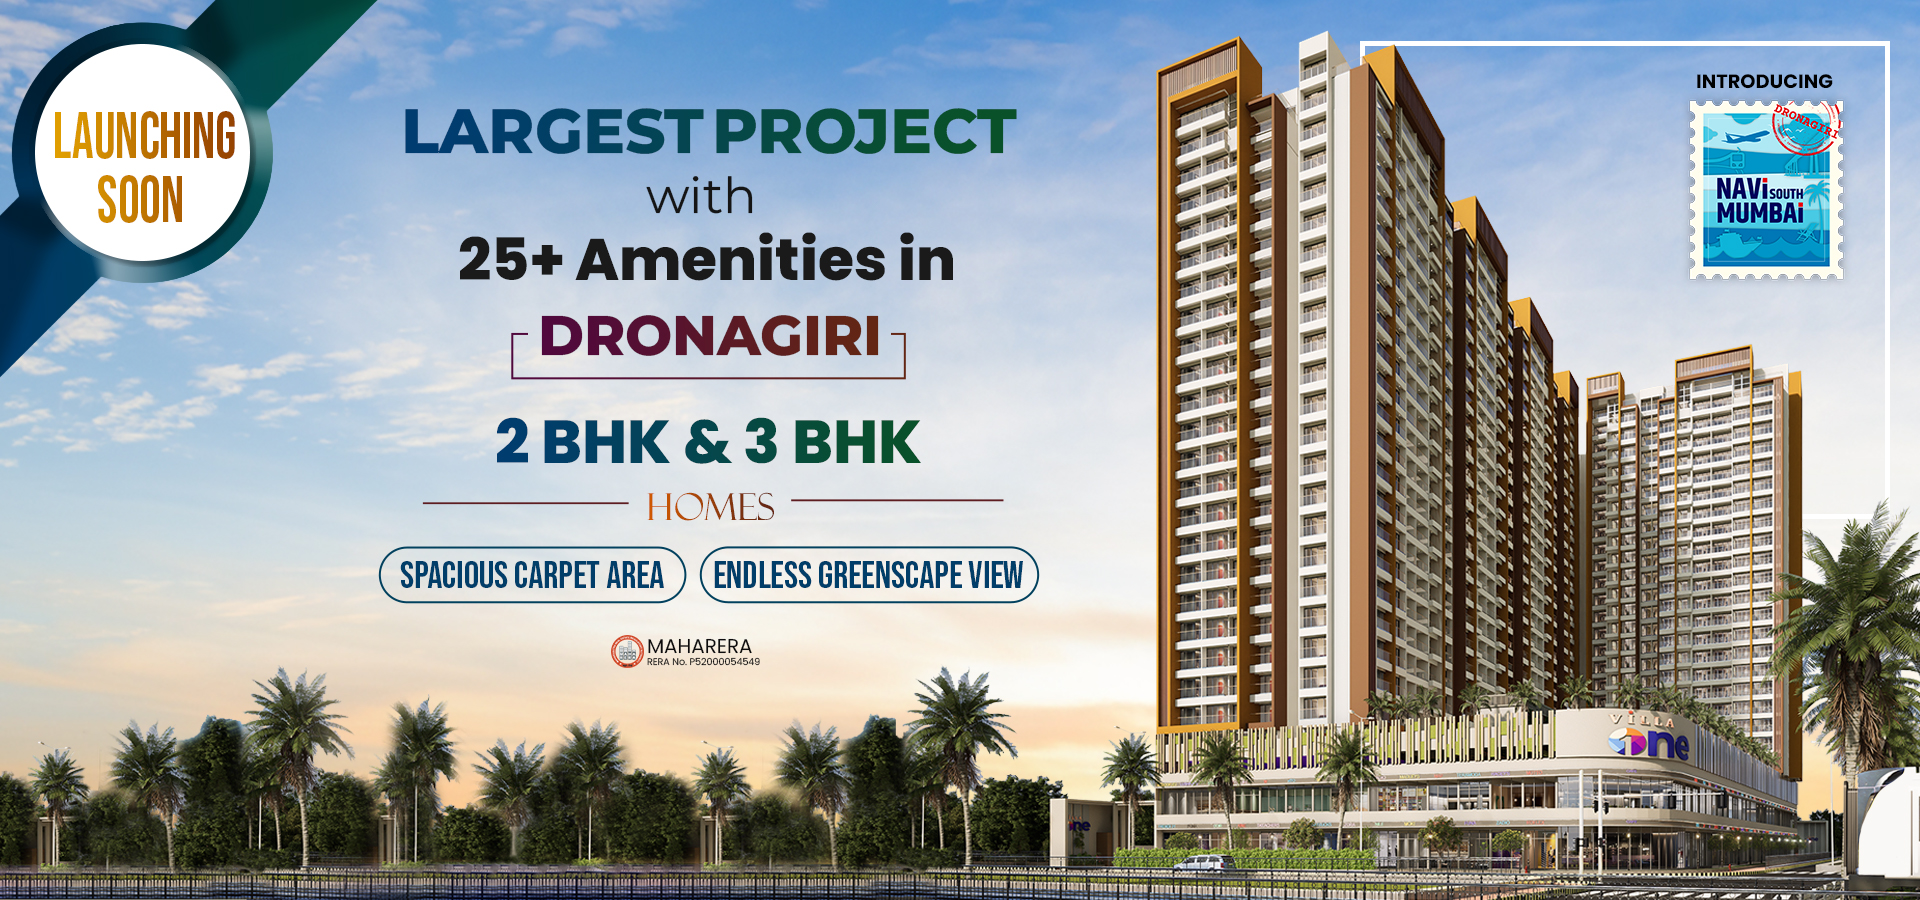 LAUNCHING
SOON
LARGEST PROJECT
with
25+ Amenities in
DRONAGIRI
2 BHK & 3 BHK
HOMES
SPACIOUS CARPET AREA
ENDLESS GREENSCAPE VIEW
MAHARERA
RERA No. P52000054549
INTRODUCING
DRONAGIRI
NAVi SOUTH
MUMBAi
ViLLA
One
ne